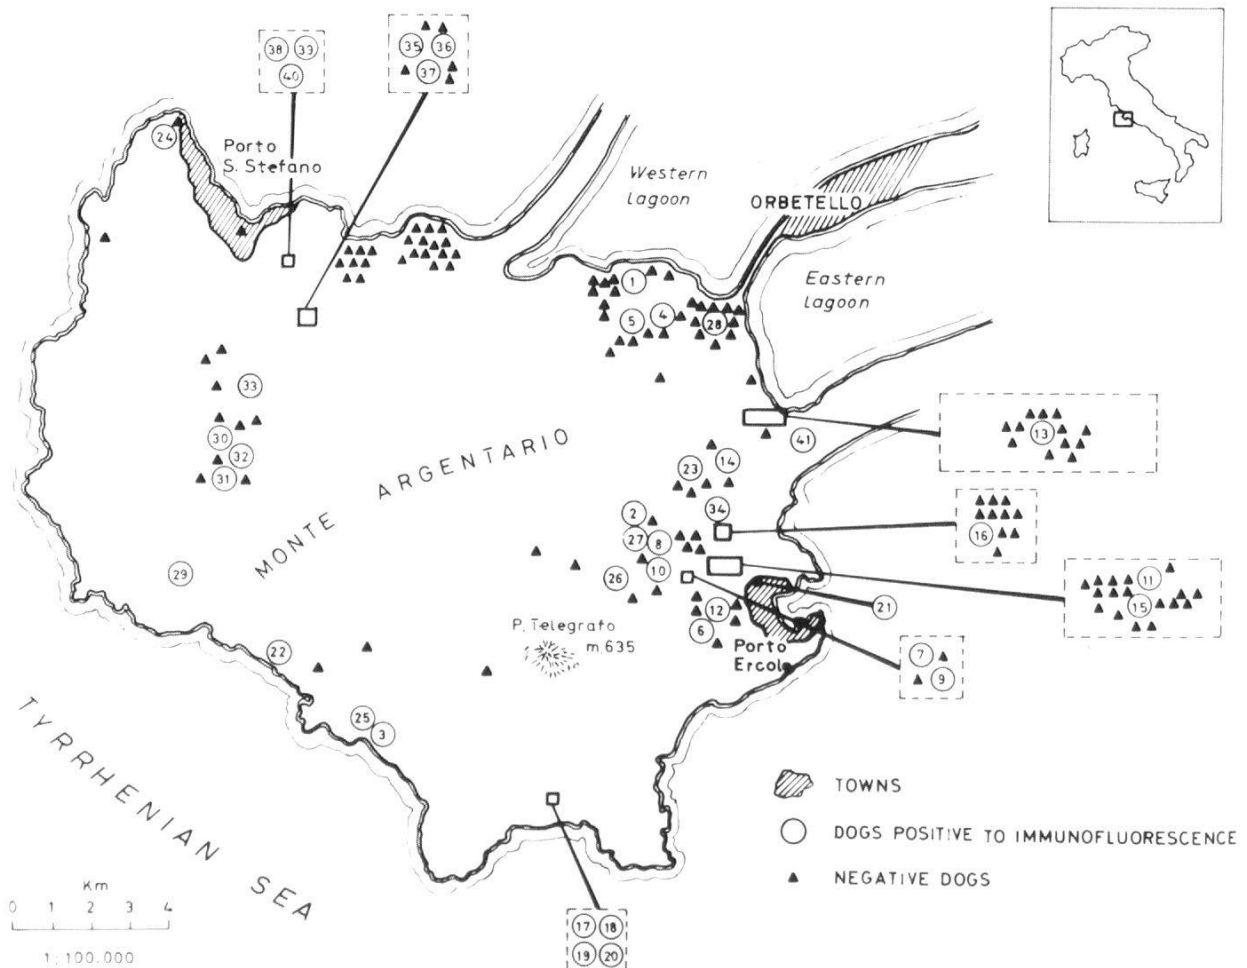 38 39
40
35 36
37
24
Porto
S. Stefano
Western
lagoon
ORBETELLO
Eastern
lagoon
1
5 4 28
33
30
32
31
41
13
14
23
2
34
27 8
16
29
26 10
11
15
12
21
6
P. Telegrafo
m 635
Porto
Ercole
7
9
22
25
3
MONTE ARGENTARIO
TYRRHENIAN SEA
TOWNS
DOGS POSITIVE TO IMMUNOFLUORESCENCE
NEGATIVE DOGS
Km
0 1 2 3 4
1:100.000
17 18
19 20